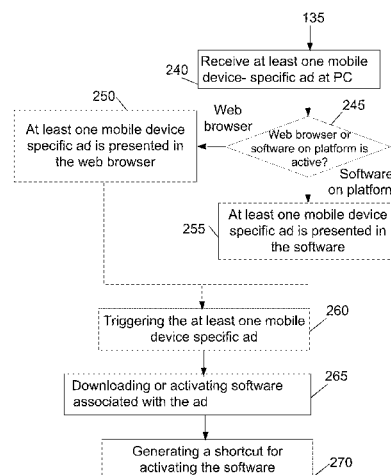 135
Receive at least one mobile
device- specific ad at PC
240
250
Web
browser
245
Web browser or
software on platform is
active?
At least one mobile device
specific ad is presented in
the web browser
Software
on platform
At least one mobile device
specific ad is presented in
the software
255
260
Triggering the at least one mobile
device specific ad
Downloading or activating software
associated with the ad
265
Generating a shortcut for
activating the software
270